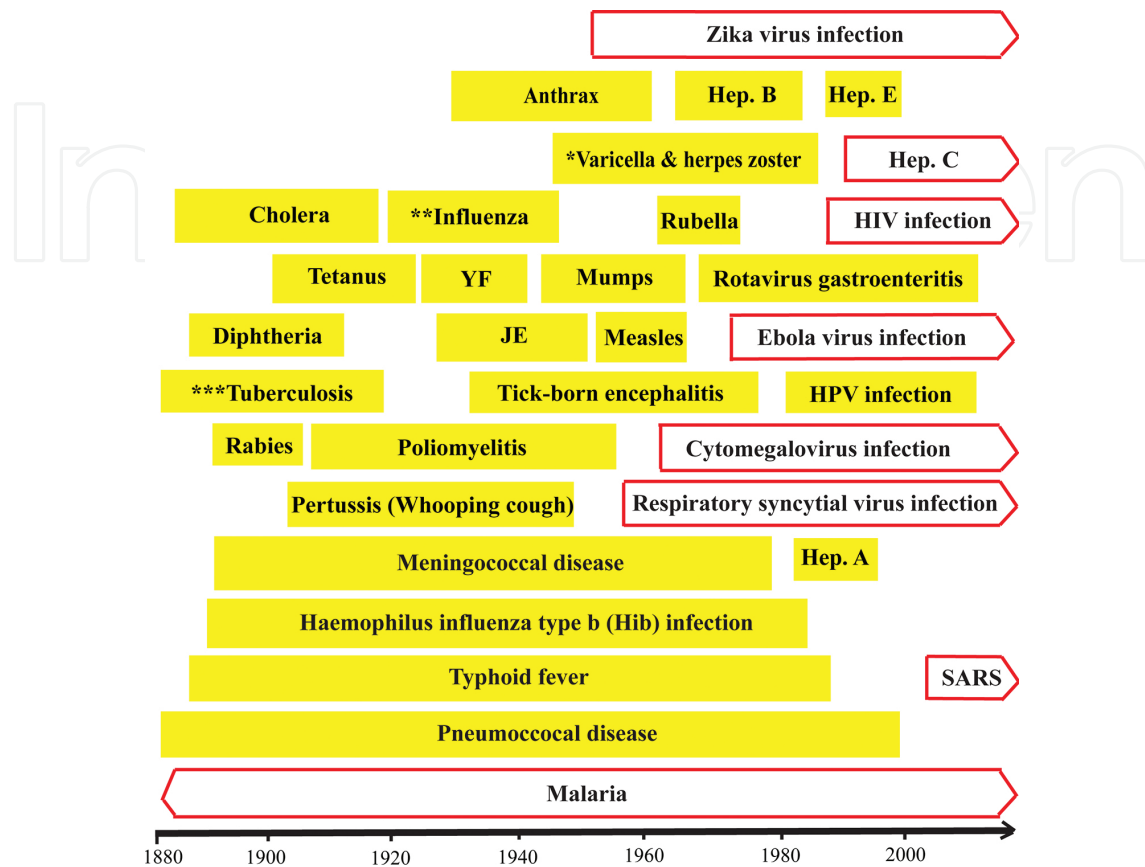 Zika virus infection
Anthrax
Hep. B
Hep. E
*Varicella & herpes zoster
Hep. C
Cholera
**Influenza
Rubella
HIV infection
Tetanus
YF
Mumps
Rotavirus gastroenteritis
Diphtheria
JE
Measles
Ebola virus infection
***Tuberculosis
Tick-born encephalitis
HPV infection
Rabies
Poliomyelitis
Cytomegalovirus infection
Pertussis (Whooping cough)
Respiratory syncytial virus infection
Meningococcal disease
Hep. A
Haemophilus influenza type b (Hib) infection
Typhoid fever
SARS
Pneumoccocal disease
Malaria
1880 1900 1920 1940 1960 1980 2000